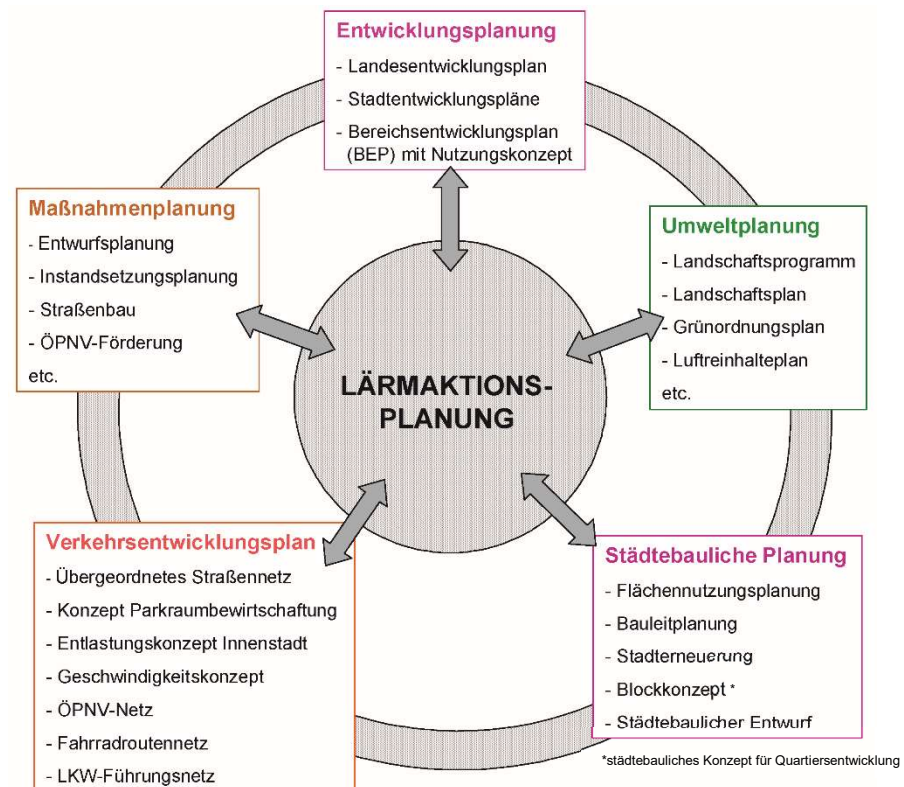 Entwicklungsplanung
- Landesentwicklungsplan
- Stadtentwicklungspläne
- Bereichsentwicklungsplan
(BEP) mit Nutzungskonzept
Maßnahmenplanung
- Entwurfsplanung
- Instandsetzungsplanung
- Straßenbau
- ÖPNV-Förderung
etc.
Umweltplanung
- Landschaftsprogramm
- Landschaftsplan
- Grünordnungsplan
- Luftreinhalteplan
etc.
LÄRMAKTIONS-
PLANUNG
Verkehrsentwicklungsplan
- Übergeordnetes Straßennetz
- Konzept Parkraumbewirtschaftung
- Entlastungskonzept Innenstadt
- Geschwindigkeitskonzept
- ÖPNV-Netz
- Fahrradroutennetz
- LKW-Führungsnetz
Städtebauliche Planung
- Flächennutzungsplanung
- Bauleitplanung
- Stadterneuerung
- Blockkonzept *
- Städtebaulicher Entwurf
*städtebauliches Konzept für Quartiersentwicklung